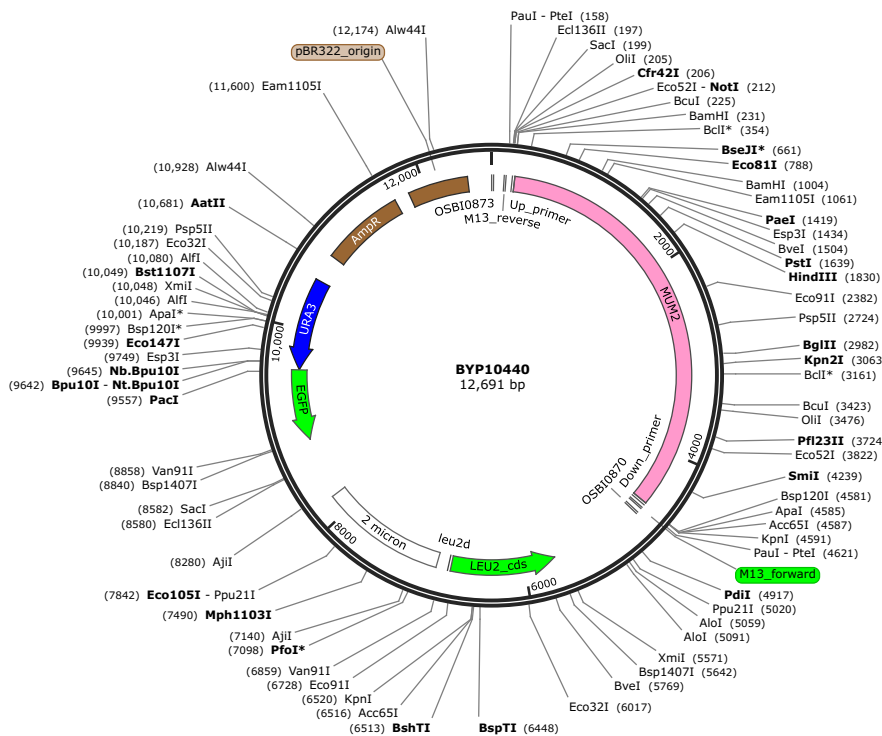 (12,174) Alw44I
pBR322_origin
(11,600) Eam1105I
(10,928) Alw44I
(10,681) AatII
(10,219) Psp5II
(10,187) Eco32I
(10,080) AlfI
(10,049) Bst1107I
(10,048) XmiI
(10,046) AlfI
(10,001) ApaI*
(9997) Bsp120I*
(9939) Eco147I
(9749) Esp3I
(9645) Nb.Bpu10I
(9642) Bpu10I - Nt.Bpu10I
(9557) PacI
(8858) Van91I
(8840) Bsp1407I
(8582) SacI
(8580) Ecl136II
(8280) AjiI
(7842) Eco105I - Ppu21I
(7490) Mph1103I
(7140) AjiI
(7098) PfoI*
(6859) Van91I
(6728) Eco91I
(6520) KpnI
(6516) Acc65I
(6513) BshTI
PauI - PteI (158)
Ecl136II (197)
SacI (199)
OliI (205)
Cfr42I (206)
Eco52I - NotI (212)
BcuI (225)
BamHI (231)
BclI* (354)
BseJI* (661)
Eco81I (788)
BamHI (1004)
Eam1105I (1061)
PaeI (1419)
Esp3I (1434)
BveI (1504)
PstI (1639)
HindIII (1830)
Eco91I (2382)
Psp5II (2724)
BglII (2982)
Kpn2I (3063)
BclI* (3161)
BcuI (3423)
OliI (3476)
Pfl23II (3724)
Eco52I (3822)
SmiI (4239)
Bsp120I (4581)
ApaI (4585)
Acc65I (4587)
KpnI (4591)
PauI - PteI (4621)
M13_forward
PdiI (4917)
Ppu21I (5020)
AloI (5059)
AloI (5091)
XmiI (5571)
Bsp1407I (5642)
BveI (5769)
Eco32I (6017)
BspTI (6448)
12,000
2000
4000
6000
8000
10,000
OSBI0873
M13_reverse
Up_primer
AmpR
URA3
EGFP
MUM2
BYP10440
12,691 bp
Down_primer
OSBI0870
2 micron
leu2d
LEU2_cds